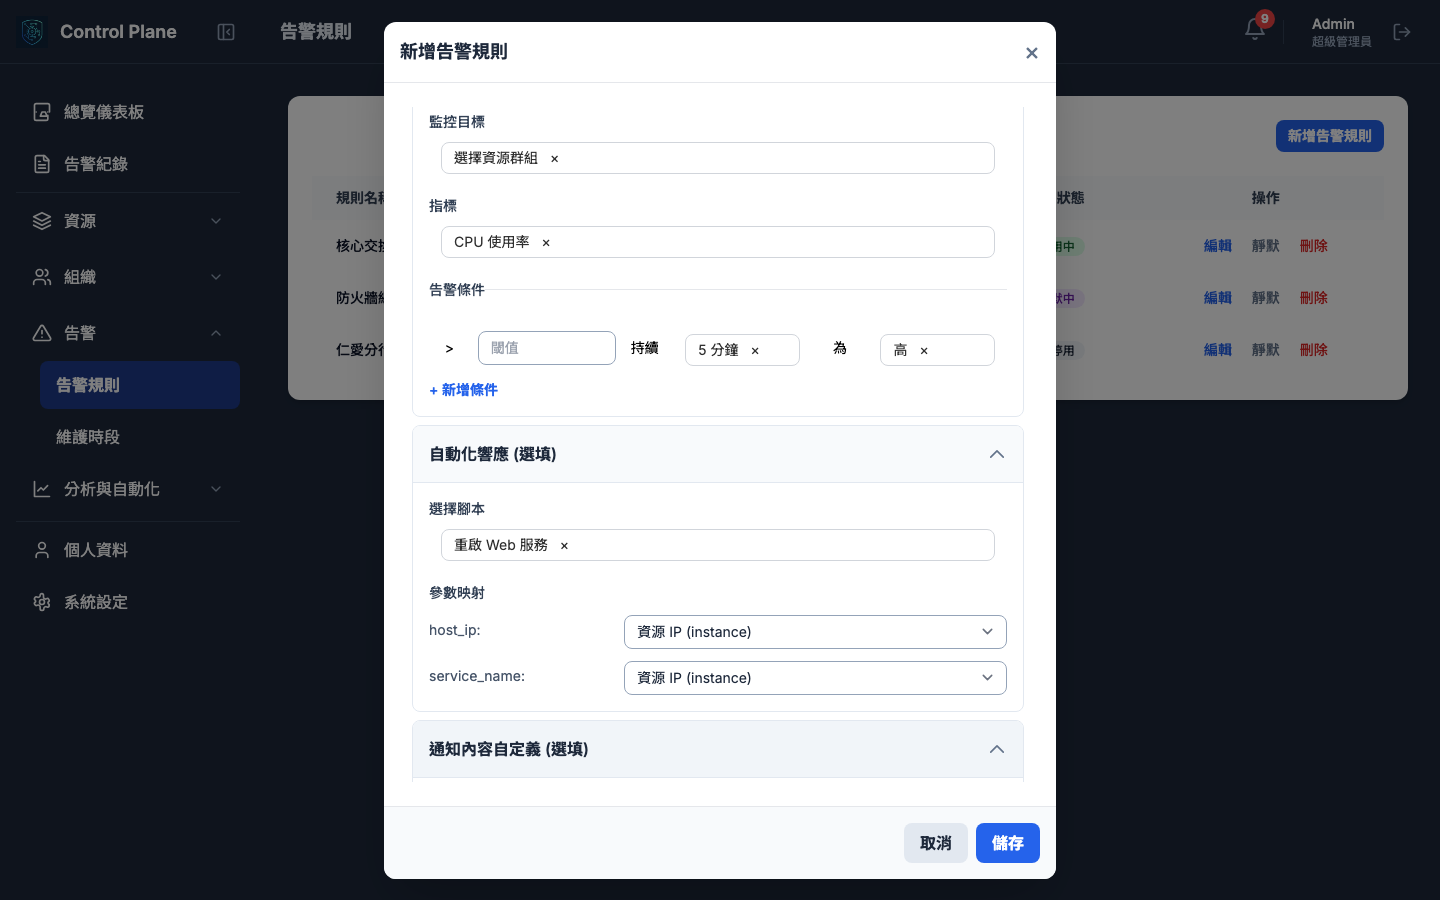 Control Plane
告警規則
9
Admin
超級管理員
總覽儀表板
告警紀錄
資源
組織
告警
告警規則
維護時段
分析與自動化
個人資料
系統設定
新增告警規則
規則名
狀態
操作
核心交
用中
編輯
靜默
刪除
防火牆
默中
編輯
靜默
刪除
仁愛分
停用
編輯
靜默
刪除
新增告警規則
×
監控目標
選擇資源群組 ×
指標
CPU 使用率 ×
告警條件
> 閾值 持續 5 分鐘 × 為 高 ×
+ 新增條件
自動化響應 (選填)
選擇腳本
重啟 Web 服務 ×
參數映射
host_ip: 資源 IP (instance)
service_name: 資源 IP (instance)
通知內容自定義 (選填)
取消
儲存